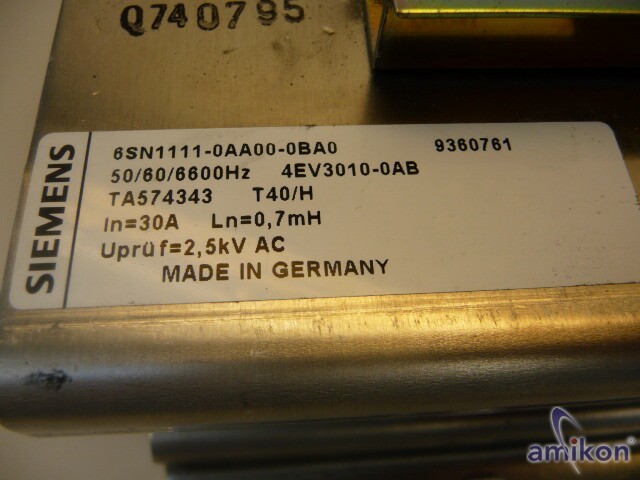 Q740795
SIEMENS
6SN1111-0AA00-0BA0 9360761
50/60/6600Hz 4EV3010-0AB
TA574343 T40/H
In=30A Ln=0,7mH
Uprüf=2,5kV AC
MADE IN GERMANY
amikon